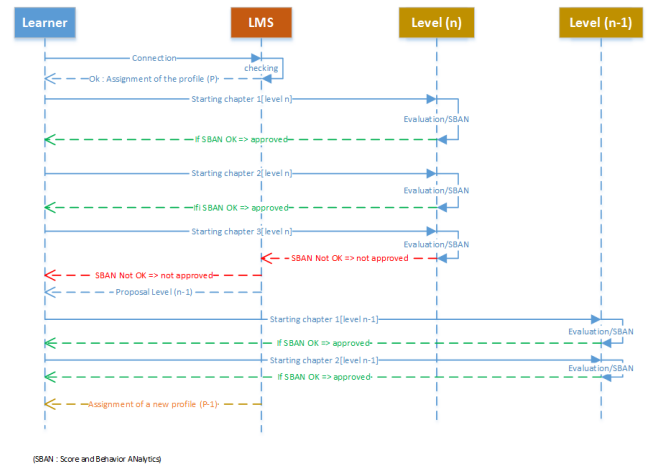 Learner
LMS
Level (n)
Level (n-1)
Connection
checking
Ok : Assignment of the profile (P)
Starting chapter 1[level n]
Evaluation/SBAN
If SBAN OK => approved
Starting chapter 2[level n]
Evaluation/SBAN
Ifi SBAN OK => approved
Starting chapter 3[level n]
Evaluation/SBAN
SBAN Not OK => not approved
SBAN Not OK => not approved
Proposal Level (n-1)
Starting chapter 1[level n-1]
Evaluation/SBAN
If SBAN OK => approved
Starting chapter 2[level n-1]
Evaluation/SBAN
If SBAN OK => approved
Assignment of a new profile (P-1)
(SBAN : Score and Behavior ANalytics)